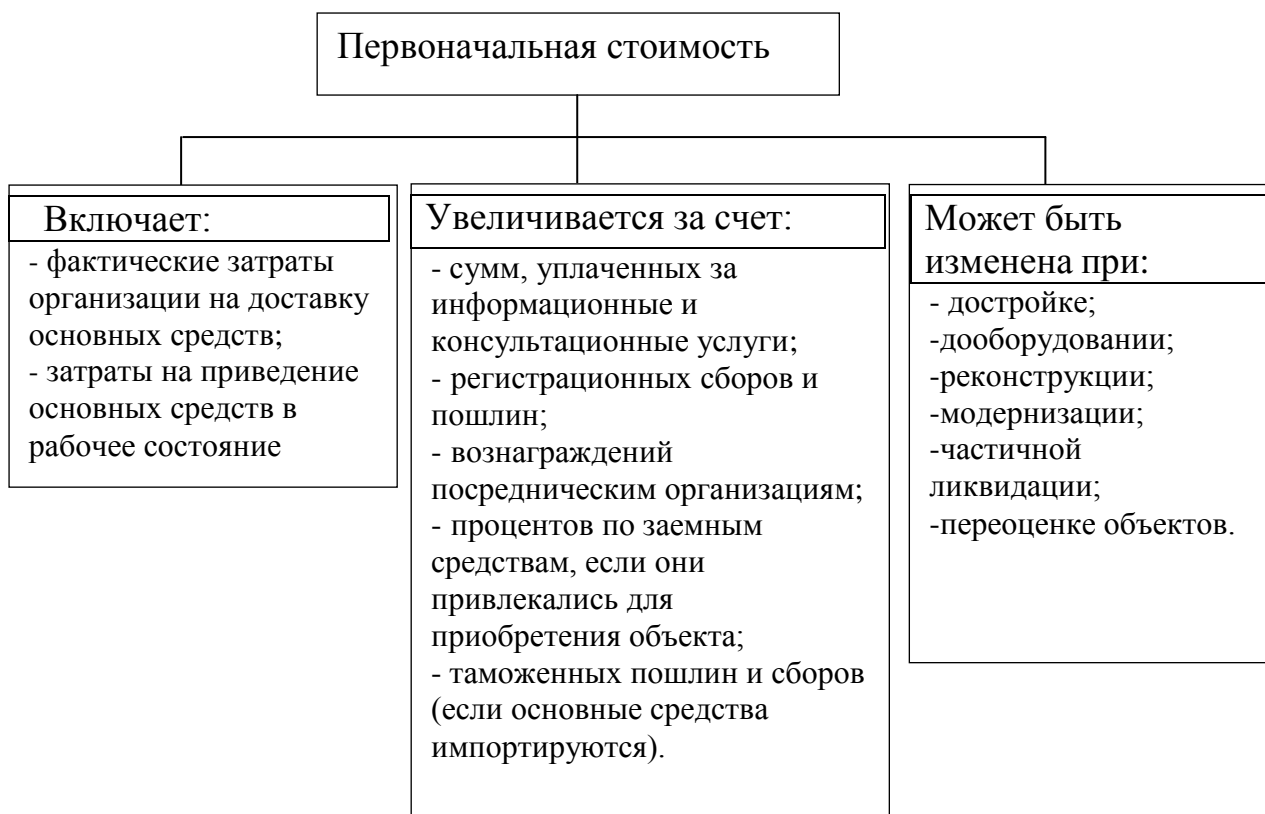 Первоначальная стоимость
Включает:
- фактические затраты
организации на доставку
основных средств;
- затраты на приведение
основных средств в
рабочее состояние
Увеличивается за счет:
- сумм, уплаченных за
информационные и
консультационные услуги;
- регистрационных сборов и
пошлин;
- вознаграждений
посредническим организациям;
- процентов по заемным
средствам, если они
привлекались для
приобретения объекта;
- таможенных пошлин и сборов
(если основные средства
импортируются).
Может быть
изменена при:
- достройке;
-дооборудовании;
-реконструкции;
-модернизации;
-частичной
ликвидации;
-переоценке объектов.